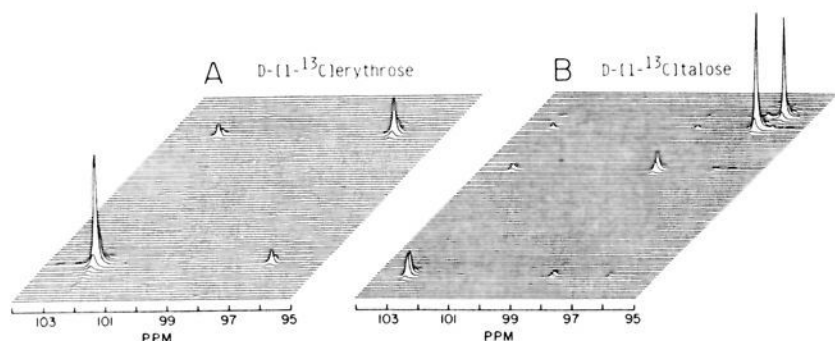 A D-[1-¹³C]erythrose
B D-[1-¹³C]talose
103 101 99 97 95
PPM
103 101 99 97 95
PPM